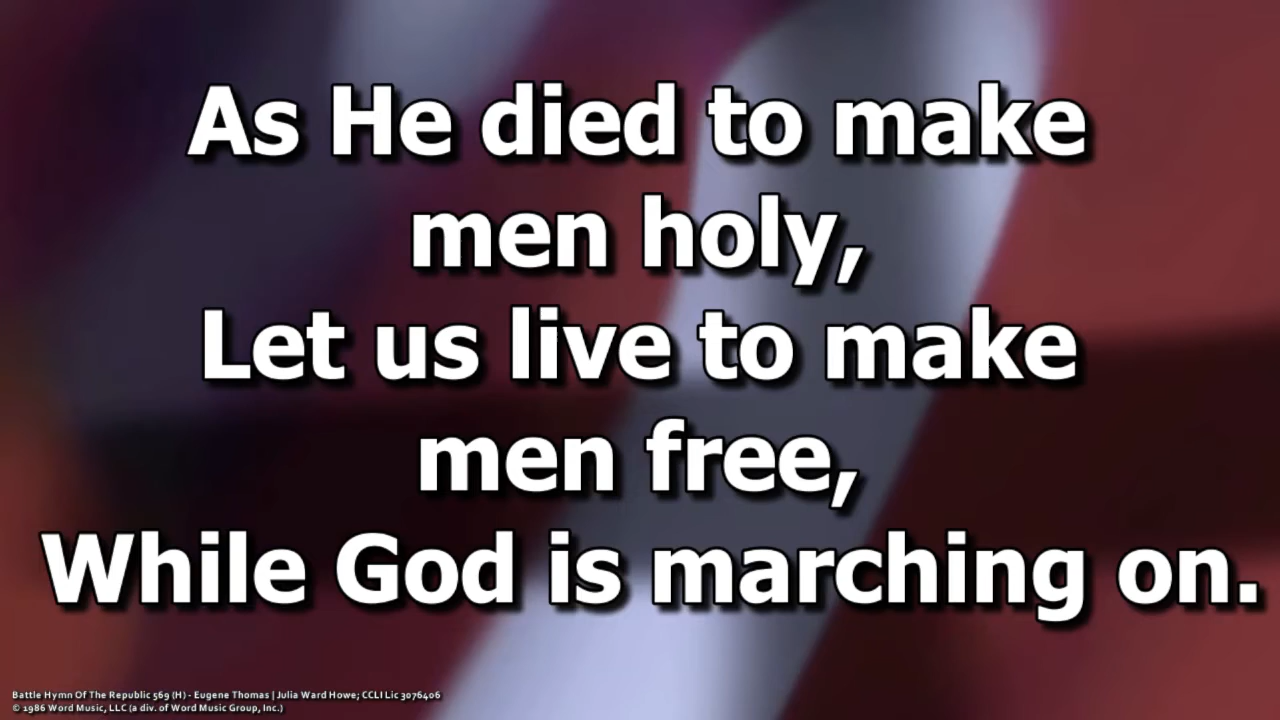 As He died to make
men holy,
Let us live to make
men free,
While God is marching on.
Battle Hymn Of The Republic 569 (H) - Eugene Thomas | Julia Ward Howe; CCLI Lic 3076406
© 1986 Word Music, LLC (a div. of Word Music Group, Inc.)